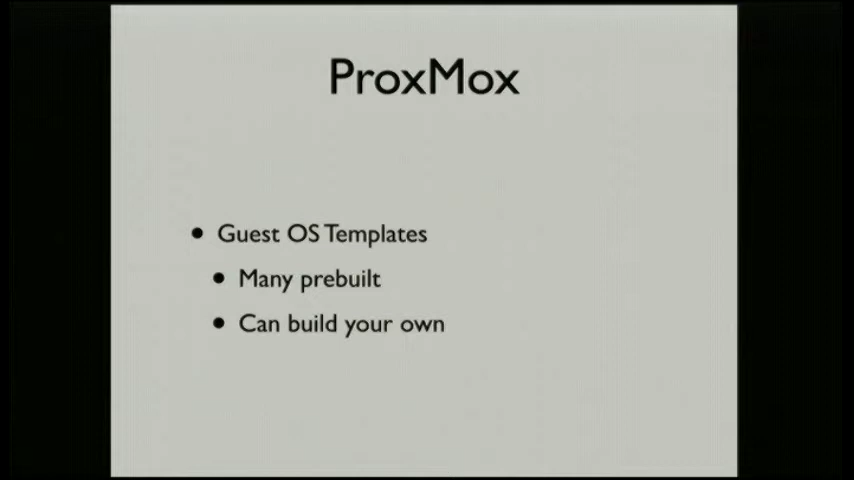 ProxMox
• Guest OS Templates
• Many prebuilt
• Can build your own